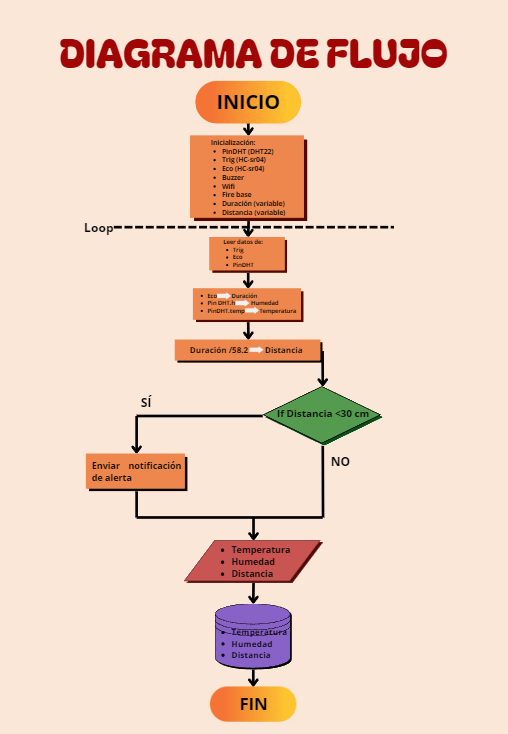 DIAGRAMA DE FLUJO
INICIO
Inicialización:
• PinDHT (DHT22)
• Trig (HC-sr04)
• Eco (HC-sr04)
• Buzzer
• Wifi
• Fire base
• Duración (variable)
• Distancia (variable)
Loop
Leer datos de:
• Trig
• Eco
• PinDHT
• Eco Duración
• Pin DHT.h Humedad
• PinDHT.temp Temperatura
Duración /58.2 Distancia
If Distancia <30 cm
SÍ
NO
Enviar notificación
de alerta
• Temperatura
• Humedad
• Distancia
• Temperatura
• Humedad
• Distancia
FIN